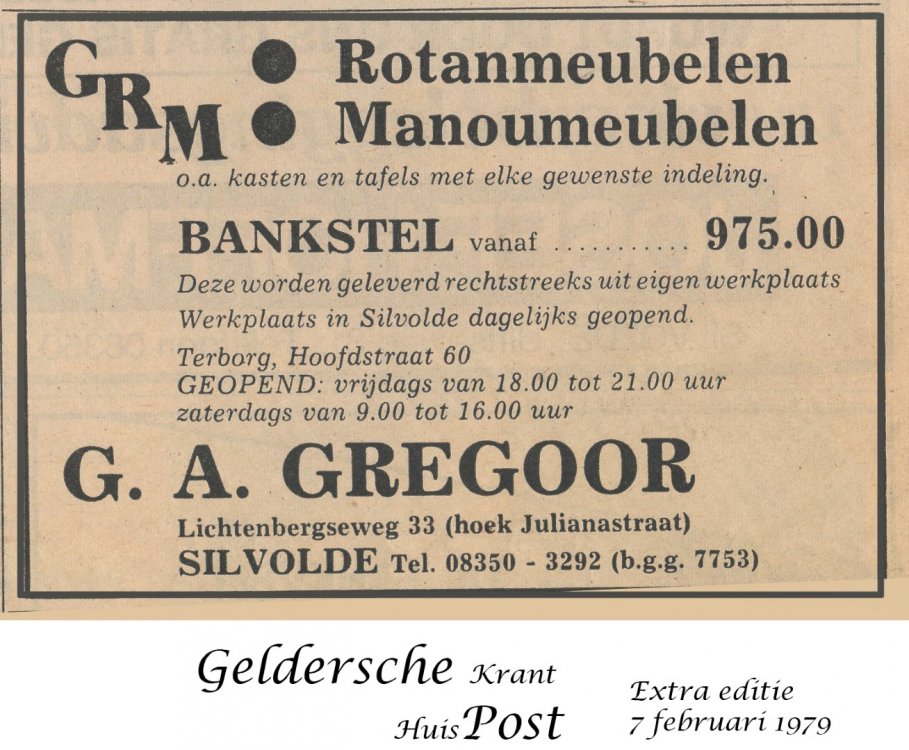 GRM
● Rotanmeubelen
● Manoumeubelen
o.a. kasten en tafels met elke gewenste indeling.
BANKSTEL vanaf ........... 975.00
Deze worden geleverd rechtstreeks uit eigen werkplaats
Werkplaats in Silvolde dagelijks geopend.
Terborg, Hoofdstraat 60
GEOPEND: vrijdags van 18.00 tot 21.00 uur
zaterdags van 9.00 tot 16.00 uur
G. A. GREGOOR
Lichtenbergseweg 33 (hoek Julianastraat)
SILVOLDE Tel. 08350 - 3292 (b.g.g. 7753)
Geldersche Krant
HuisPost
Extra editie
7 februari 1979